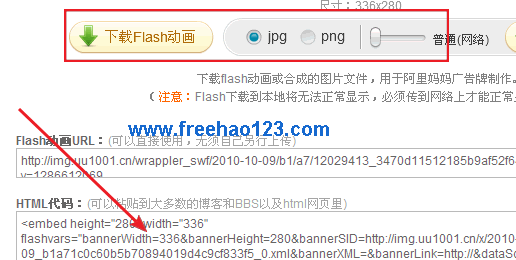 尺寸：336x280
下载Flash动画
jpg png 普通(网络)
下载flash动画或合成的图片文件，用于阿里妈妈广告牌制作。
（注意：Flash下载到本地将无法正常显示，必须传到网络上才能正常
www.freehao123.com
Flash动画URL：(可以直接使用，无须自己另行上传)
http://img.uu1001.cn/wrappler_swf/2010-10-09/b1/a7/12029413_3470d11512185b9af52f64
v=1286612069
HTML代码：(可以粘贴到大多数的博客和BBS以及html网页里)
<embed height="280" width="336"
flashvars="bannerWidth=336&bannerHeight=280&bannerSID=http://img.uu1001.cn/x/2010-
09_b1a71c0c60b5b70894019d4c9cf833f5_0.xml&bannerXML=&bannerLink=http://&dataSo